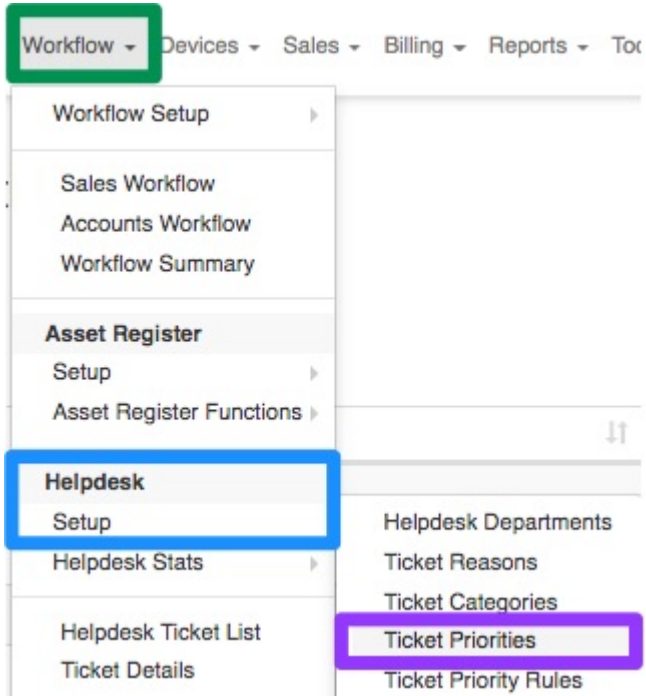 Workflow Devices Sales Billing Reports
Workflow Setup
Sales Workflow
Accounts Workflow
Workflow Summary
Asset Register
Setup
Asset Register Functions
Helpdesk
Setup
Helpdesk Departments
Helpdesk Stats
Ticket Reasons
Ticket Categories
Helpdesk Ticket List
Ticket Priorities
Ticket Details
Ticket Priority Rules